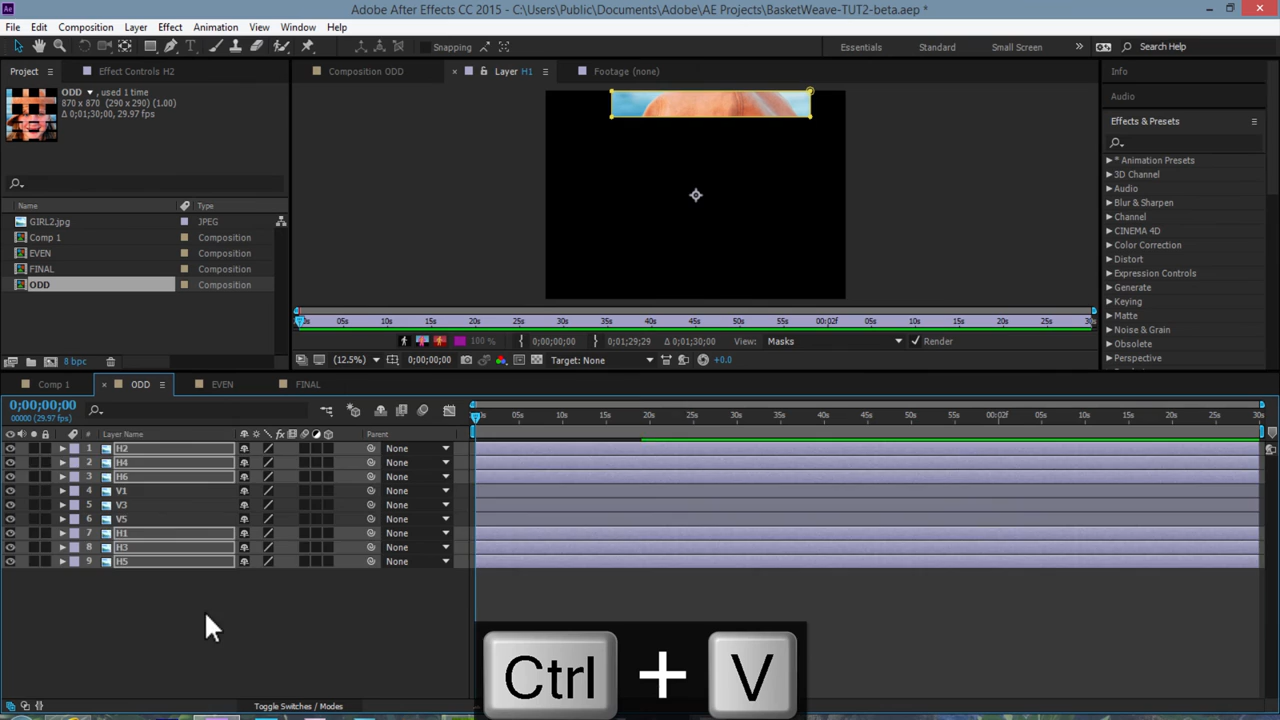 Ae Adobe After Effects CC 2015 - C:\Users\Public\Documents\Adobe\AE Projects\BasketWeave-TUT2-beta.aep *
File Edit Composition Layer Effect Animation View Window Help
Snapping Essentials Standard Small Screen Search Help
Project Effect Controls H2 Composition ODD Layer H1 Footage (none) Info
ODD , used 1 time
870 x 870 (290 x 290) (1.00)
Δ 0;01;30;00, 29.97 fps)
Audio
Effects & Presets
* Animation Presets
3D Channel
Audio
Blur & Sharpen
Channel
CINEMA 4D
Color Correction
Distort
Expression Controls
Generate
Keying
Matte
Noise & Grain
Obsolete
Perspective
Name Type
GIRL2.jpg JPEG
Comp 1 Composition
EVEN Composition
FINAL Composition
ODD Composition
8 bpc
05s 10s 15s 20s 25s 30s 35s 40s 45s 50s 55s 00:02f 05s 10s 15s 20s 25s 30s
100 % 0;00;00;00 0;01;29;29 Δ 0;01;30;00 View: Masks Render
(12.5%) 0;00;00;00 Target: None +0.0
Comp 1 ODD EVEN FINAL
0;00;00;00
00000 (29.97 fps)
05s 10s 15s 20s 25s 30s 35s 40s 45s 50s 55s 00:02f 05s 10s 15s 20s 25s 30s
# Layer Name Parent
1 H2 None
2 H4 None
3 H6 None
4 V1 None
5 V3 None
6 V5 None
7 H1 None
8 H3 None
9 H5 None
Ctrl + V
Toggle Switches / Modes